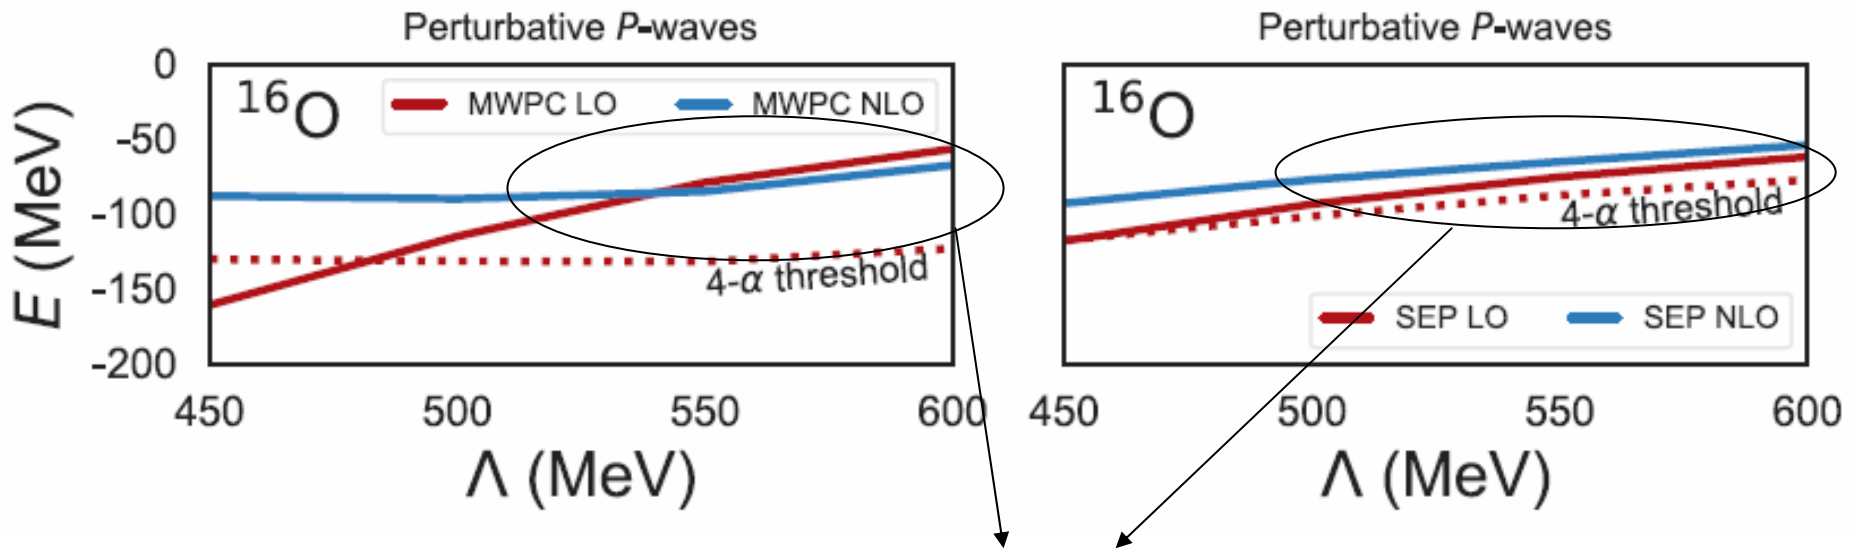 Perturbative P-waves
Perturbative P-waves
E (MeV)
0
-50
-100
-150
-200
¹⁶O
MWPC LO
MWPC NLO
4-α threshold
450
500
550
600
Λ (MeV)
¹⁶O
4-α threshold
SEP LO
SEP NLO
450
500
550
600
Λ (MeV)